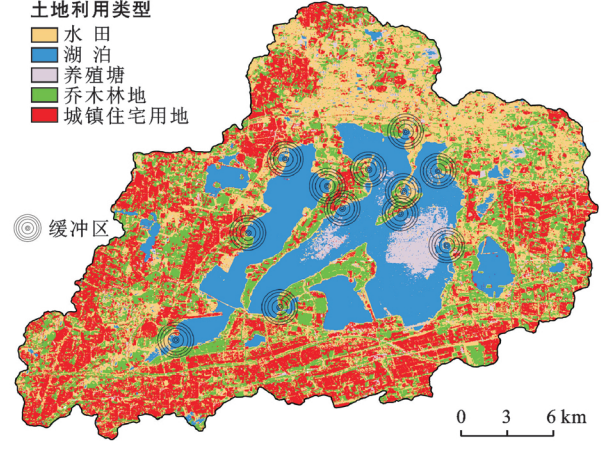 土地利用类型
水 田
湖 泊
养殖塘
乔木林地
城镇住宅用地
缓冲区
0 3 6 km